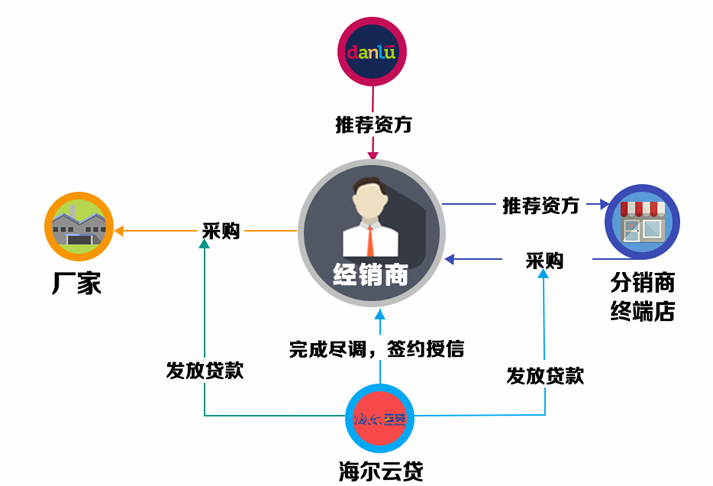 danlu
推荐资方
推荐资方
采购
经销商
采购
厂家
分销商
终端店
完成尽调，签约授信
发放贷款
发放贷款
海尔云贷
海尔云贷